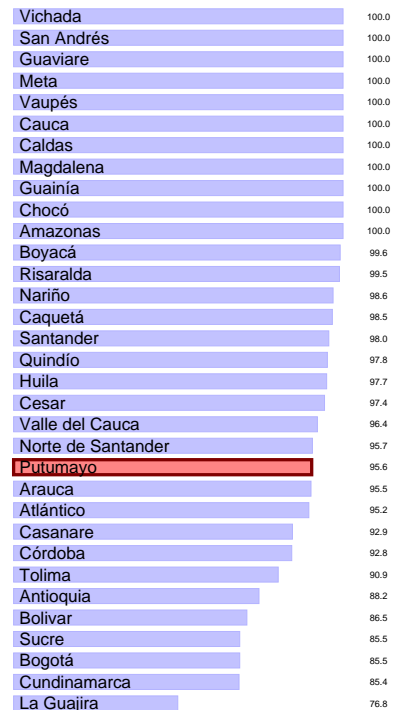 Vichada 100.0
San Andrés 100.0
Guaviare 100.0
Meta 100.0
Vaupés 100.0
Cauca 100.0
Caldas 100.0
Magdalena 100.0
Guainía 100.0
Chocó 100.0
Amazonas 100.0
Boyacá 99.6
Risaralda 99.5
Nariño 98.6
Caquetá 98.5
Santander 98.0
Quindío 97.8
Huila 97.7
Cesar 97.4
Valle del Cauca 96.4
Norte de Santander 95.7
Putumayo 95.6
Arauca 95.5
Atlántico 95.2
Casanare 92.9
Córdoba 92.8
Tolima 90.9
Antioquia 88.2
Bolivar 86.5
Sucre 85.5
Bogotá 85.5
Cundinamarca 85.4
La Guajira 76.8